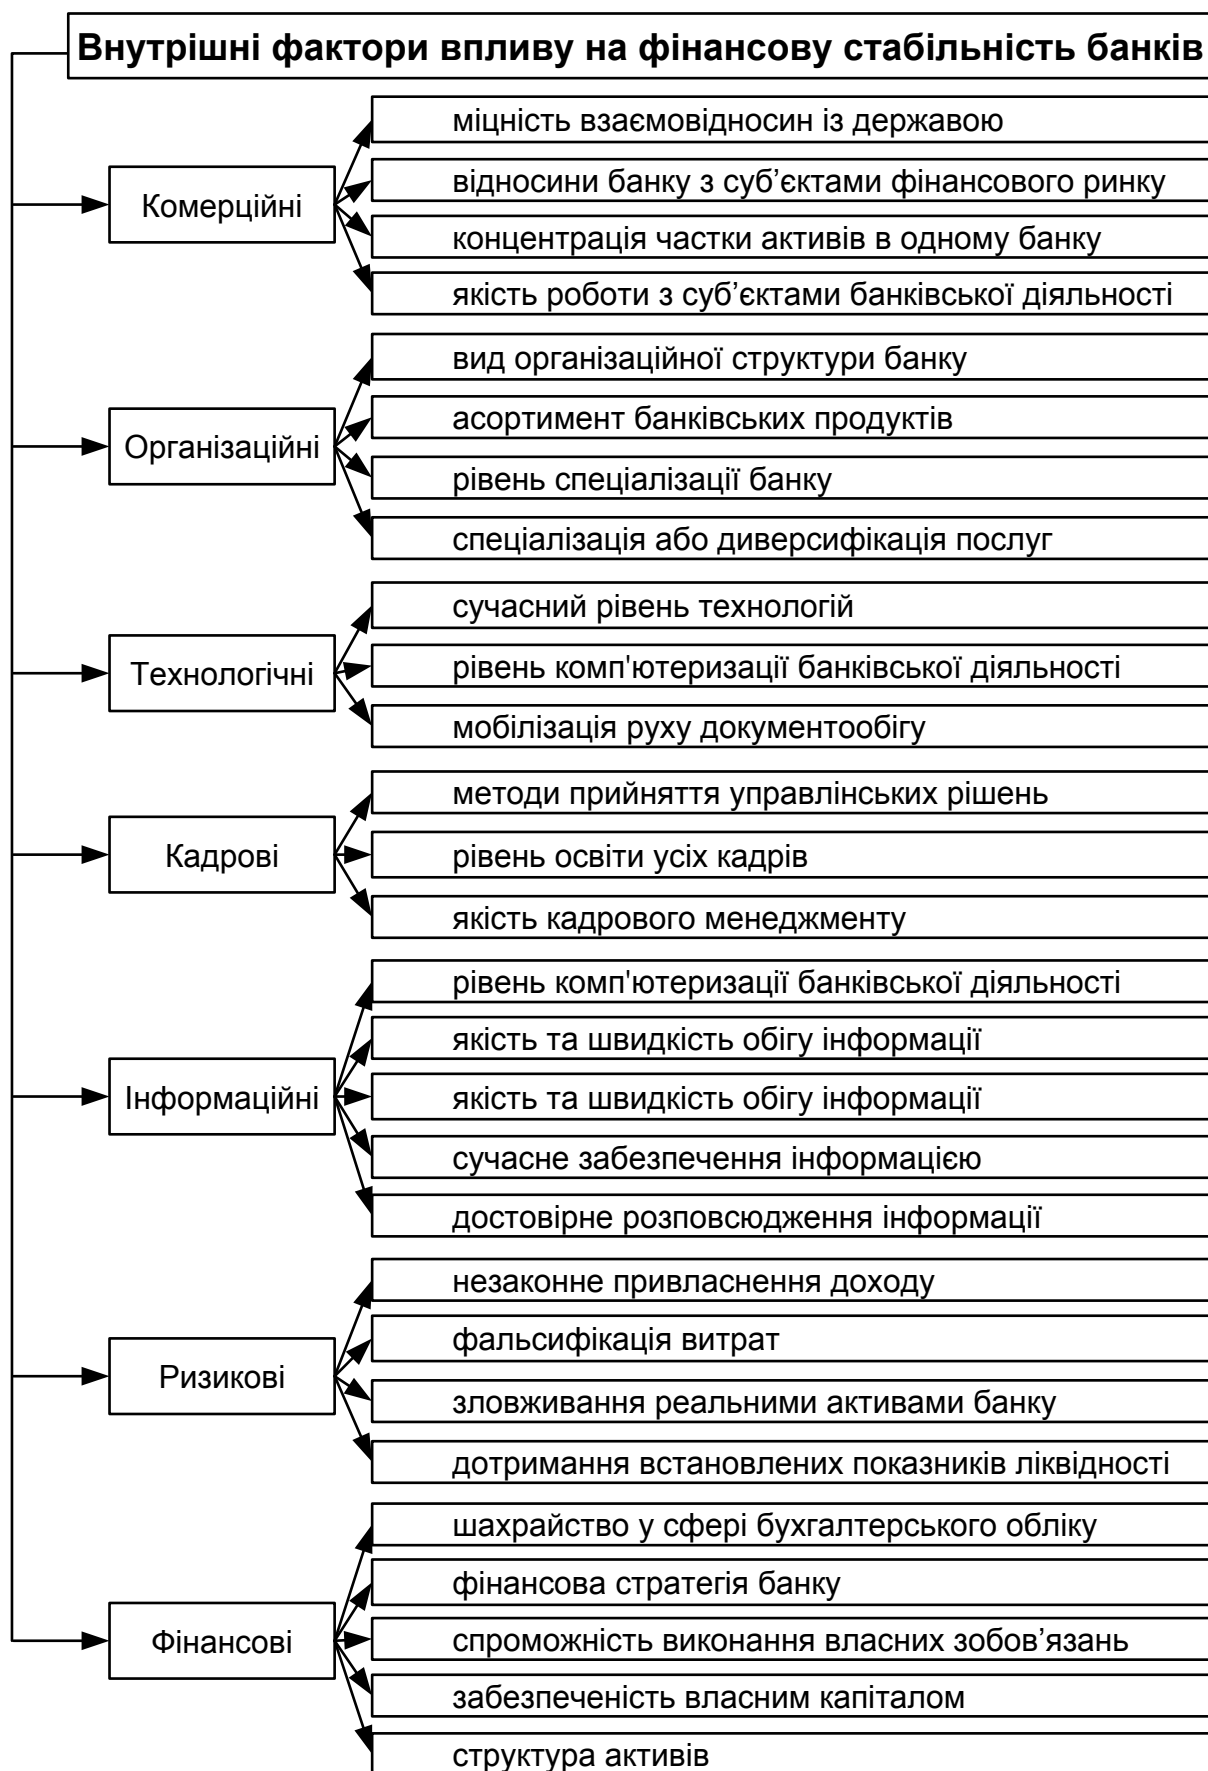 Внутрішні фактори впливу на фінансову стабільність банків
Комерційні
міцність взаємовідносин із державою
відносини банку з суб’єктами фінансового ринку
концентрація частки активів в одному банку
якість роботи з суб’єктами банківської діяльності
Організаційні
вид організаційної структури банку
асортимент банківських продуктів
рівень спеціалізації банку
спеціалізація або диверсифікація послуг
Технологічні
сучасний рівень технологій
рівень комп'ютеризації банківської діяльності
мобілізація руху документообігу
Кадрові
методи прийняття управлінських рішень
рівень освіти усіх кадрів
якість кадрового менеджменту
Інформаційні
рівень комп'ютеризації банківської діяльності
якість та швидкість обігу інформації
якість та швидкість обігу інформації
сучасне забезпечення інформацією
достовірне розповсюдження інформації
Ризикові
незаконне привласнення доходу
фальсифікація витрат
зловживання реальними активами банку
дотримання встановлених показників ліквідності
Фінансові
шахрайство у сфері бухгалтерського обліку
фінансова стратегія банку
спроможність виконання власних зобов’язань
забезпеченість власним капіталом
структура активів